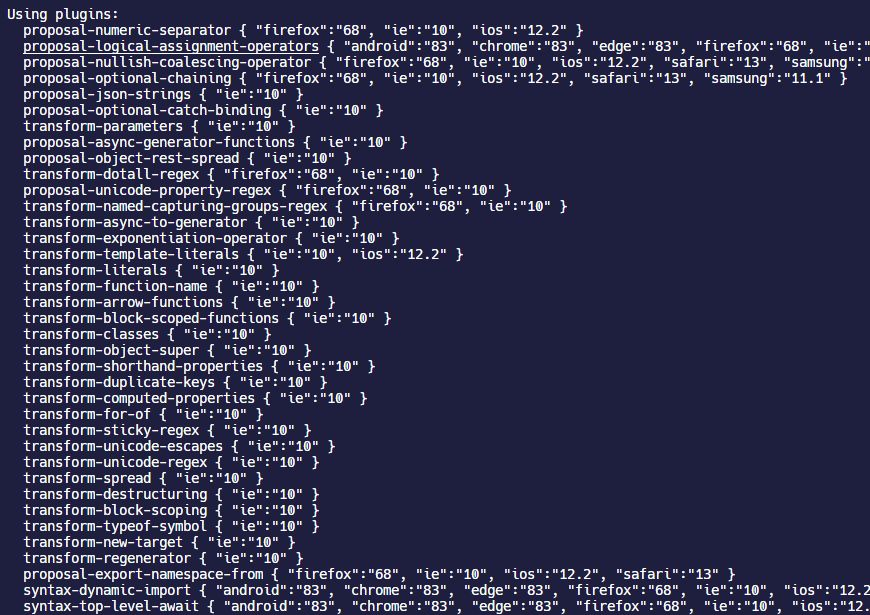 Using plugins:
proposal-numeric-separator { "firefox":"68", "ie":"10", "ios":"12.2" }
proposal-logical-assignment-operators { "android":"83", "chrome":"83", "edge":"83", "firefox":"68", "ie":"
proposal-nullish-coalescing-operator { "firefox":"68", "ie":"10", "ios":"12.2", "safari":"13", "samsung":"
proposal-optional-chaining { "firefox":"68", "ie":"10", "ios":"12.2", "safari":"13", "samsung":"11.1" }
proposal-json-strings { "ie":"10" }
proposal-optional-catch-binding { "ie":"10" }
transform-parameters { "ie":"10" }
proposal-async-generator-functions { "ie":"10" }
proposal-object-rest-spread { "ie":"10" }
transform-dotall-regex { "firefox":"68", "ie":"10" }
proposal-unicode-property-regex { "firefox":"68", "ie":"10" }
transform-named-capturing-groups-regex { "firefox":"68", "ie":"10" }
transform-async-to-generator { "ie":"10" }
transform-exponentiation-operator { "ie":"10" }
transform-template-literals { "ie":"10", "ios":"12.2" }
transform-literals { "ie":"10" }
transform-function-name { "ie":"10" }
transform-arrow-functions { "ie":"10" }
transform-block-scoped-functions { "ie":"10" }
transform-classes { "ie":"10" }
transform-object-super { "ie":"10" }
transform-shorthand-properties { "ie":"10" }
transform-duplicate-keys { "ie":"10" }
transform-computed-properties { "ie":"10" }
transform-for-of { "ie":"10" }
transform-sticky-regex { "ie":"10" }
transform-unicode-escapes { "ie":"10" }
transform-unicode-regex { "ie":"10" }
transform-spread { "ie":"10" }
transform-destructuring { "ie":"10" }
transform-block-scoping { "ie":"10" }
transform-typeof-symbol { "ie":"10" }
transform-new-target { "ie":"10" }
transform-regenerator { "ie":"10" }
proposal-export-namespace-from { "firefox":"68", "ie":"10", "ios":"12.2", "safari":"13" }
syntax-dynamic-import { "android":"83", "chrome":"83", "edge":"83", "firefox":"68", "ie":"10", "ios":"12.2
syntax-top-level-await { "android":"83", "chrome":"83", "edge":"83", "firefox":"68", "ie":"10", "ios":"12.